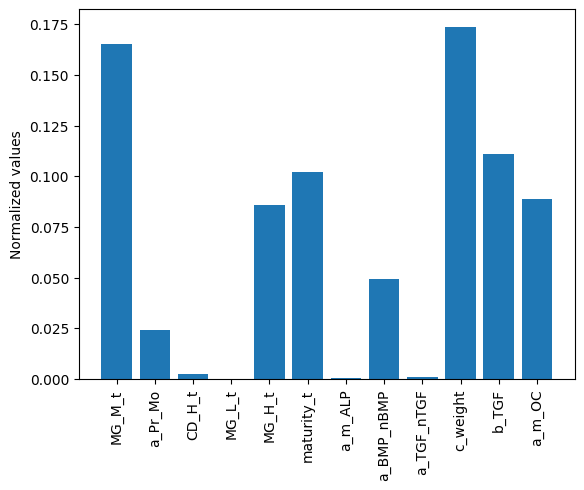 Normalized values
0.175
0.150
0.125
0.100
0.075
0.050
0.025
0.000
MG_M_t
a_Pr_Mo
CD_H_t
MG_L_t
MG_H_t
maturity_t
a_m_ALP
a_BMP_nBMP
a_TGF_nTGF
c_weight
b_TGF
a_m_OC